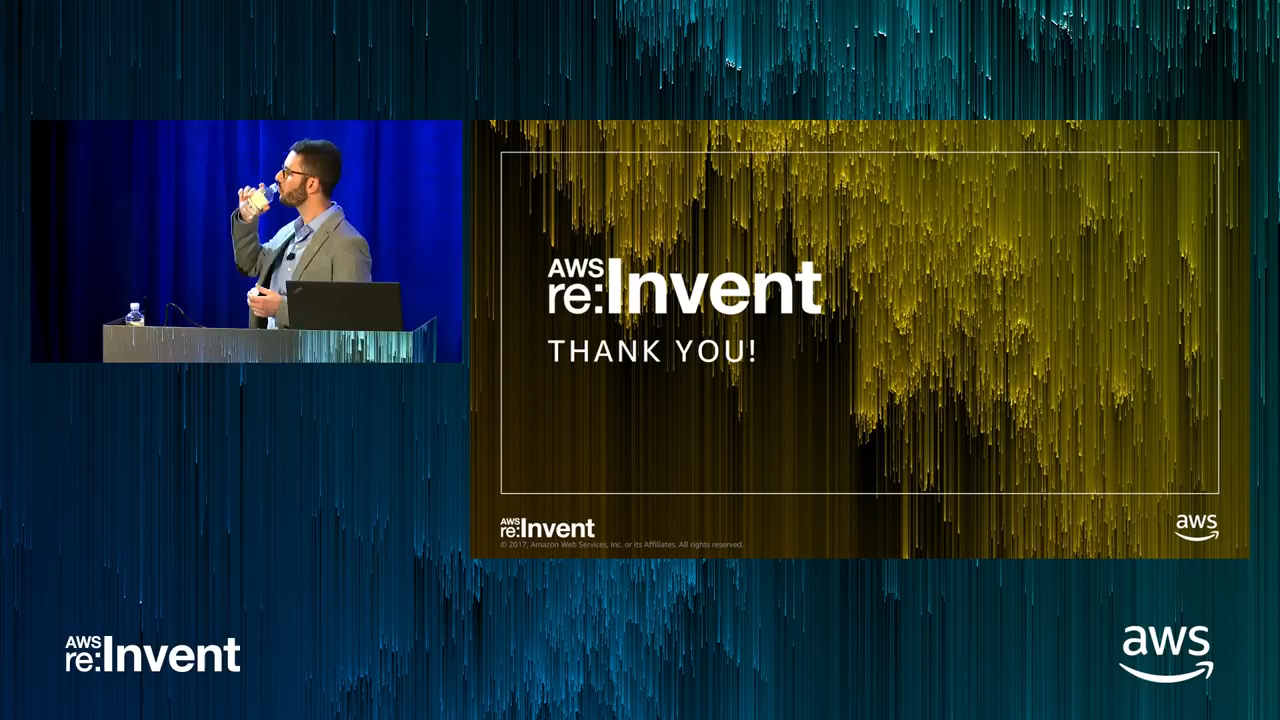 AWS
re:Invent
THANK YOU!
AWS
re:Invent
© 2017, Amazon Web Services, Inc. or its Affiliates. All rights reserved.
aws
AWS
re:Invent
aws